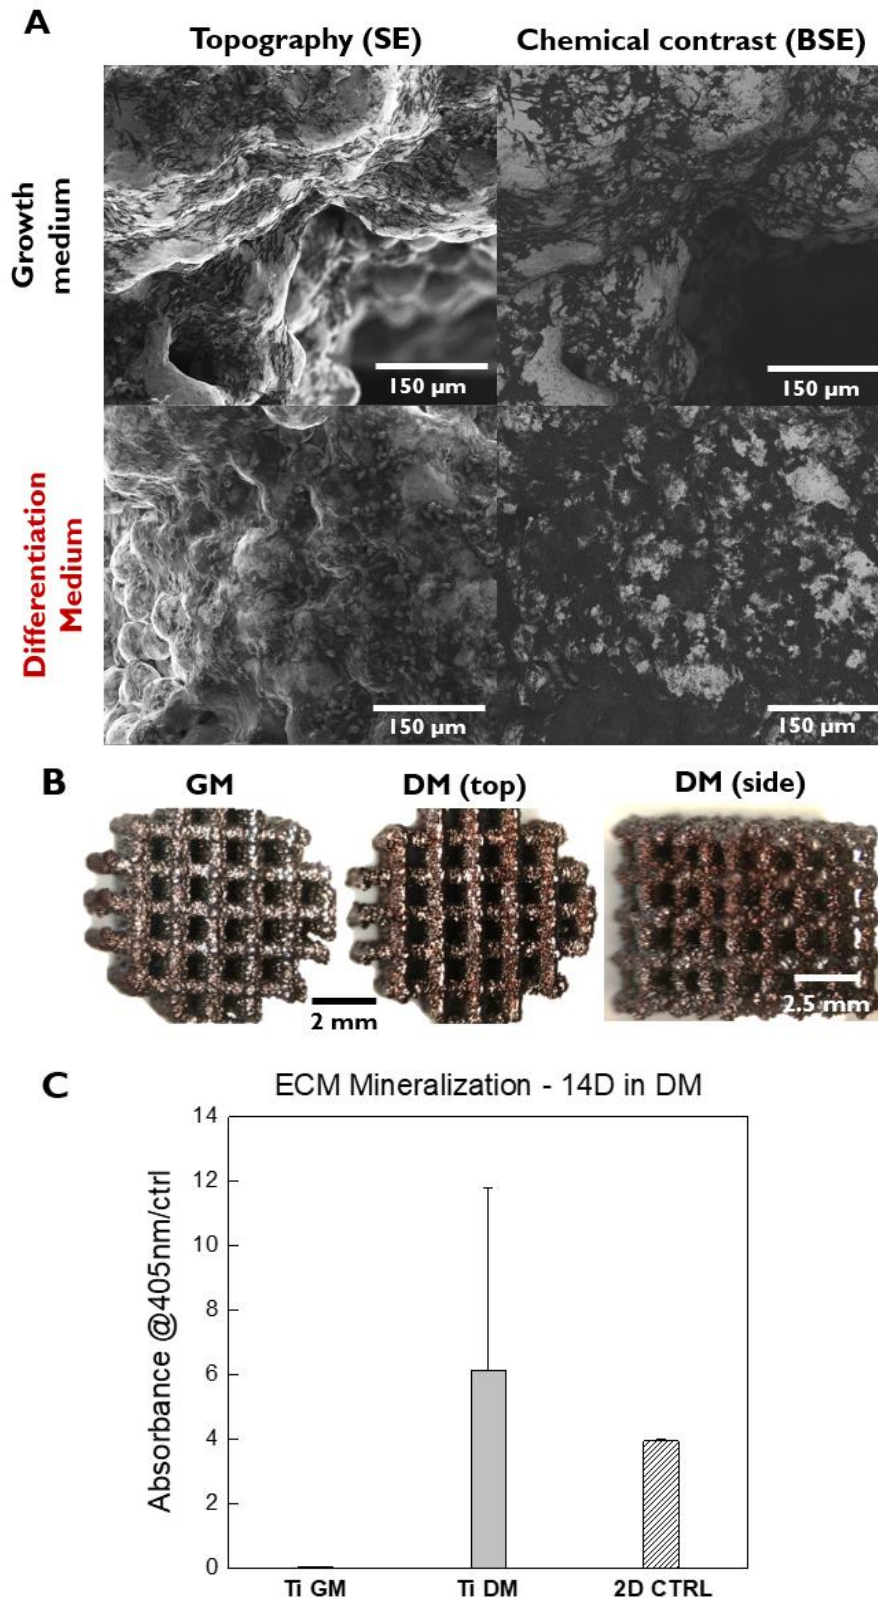 A
Topography (SE)
Chemical contrast (BSE)
Growth
medium
150 µm
150 µm
Differentiation
Medium
150 µm
150 µm
B
GM
DM (top)
DM (side)
2 mm
2.5 mm
C
ECM Mineralization - 14D in DM
Absorbance @405nm/ctrl
14
12
10
8
6
4
2
0
Ti GM
Ti DM
2D CTRL